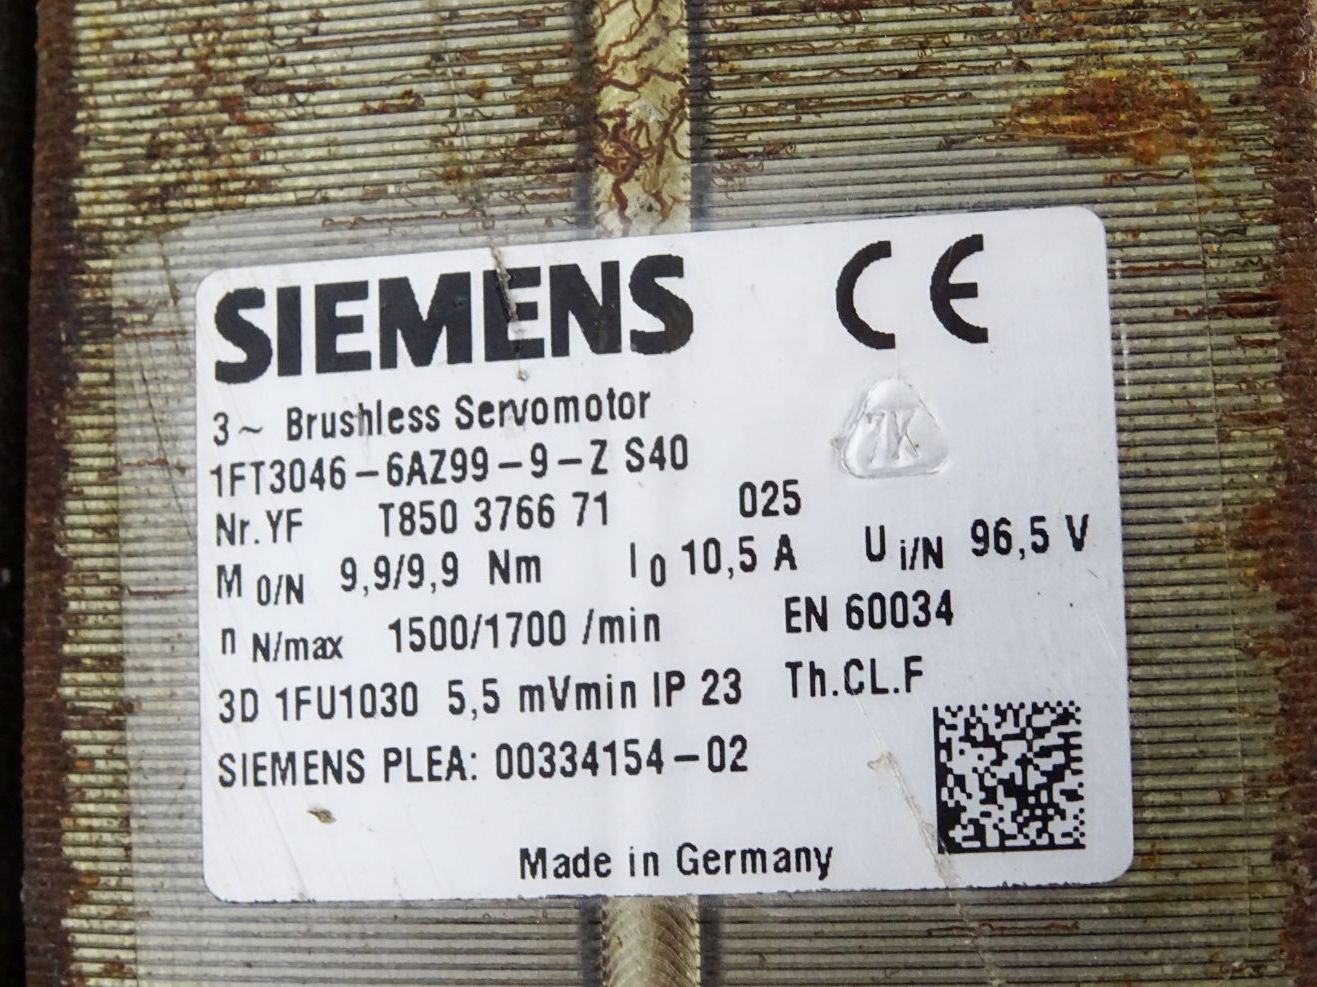 SIEMENS CE
3~ Brushless Servomotor
1FT3046-6AZ99-9-Z S40
7K
Nr. YF T850 3766 71 025
M 0/N 9,9/9,9 Nm I 0 10,5 A U i/N 96,5 V
n N/max 1500/1700 /min EN 60034
3D 1FU1030 5,5 mVmin IP 23 Th.CL.F
SIEMENS PLEA: 00334154-02
Made in Germany